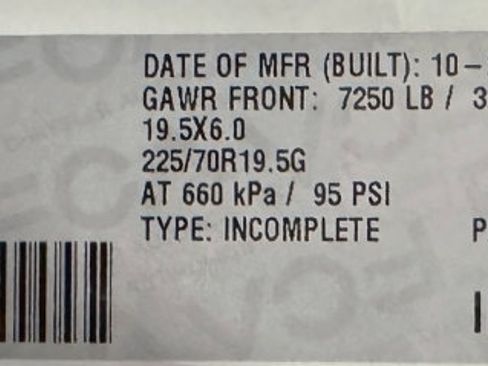 DATE OF MFR (BUILT): 10-
GAWR FRONT: 7250 LB / 3
19.5X6.0
225/70R19.5G
AT 660 kPa / 95 PSI
TYPE: INCOMPLETE P